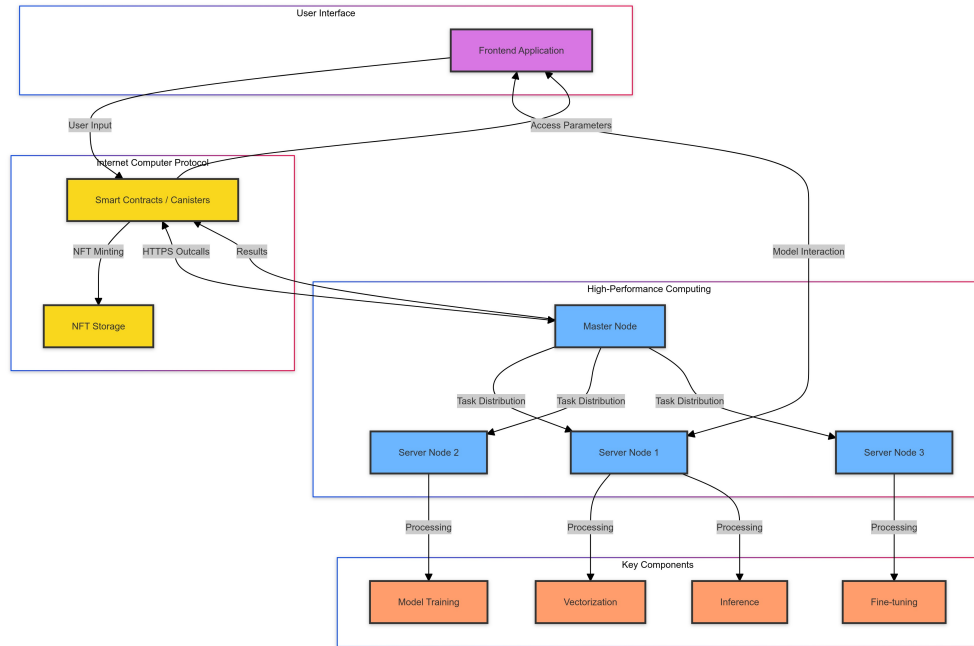 User Interface
Frontend Application
User Input
Access Parameters
Internet Computer Protocol
Smart Contracts / Canisters
NFT Minting
HTTPS Outcalls
Results
Model Interaction
NFT Storage
High-Performance Computing
Master Node
Task Distribution
Task Distribution
Task Distribution
Server Node 2
Server Node 1
Server Node 3
Processing
Processing
Processing
Processing
Key Components
Model Training
Vectorization
Inference
Fine-tuning